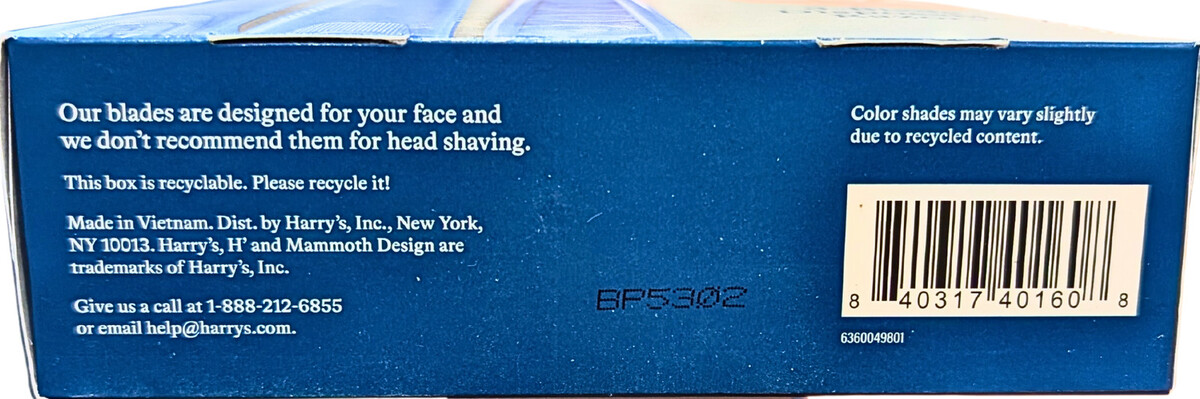 Our blades are designed for your face and
we don't recommend them for head shaving.
This box is recyclable. Please recycle it!
Made in Vietnam. Dist. by Harry's, Inc., New York,
NY 10013. Harry's, H' and Mammoth Design are
trademarks of Harry's, Inc.
Give us a call at 1-888-212-6855
or email help@harrys.com.
BP5302
Color shades may vary slightly
due to recycled content.
8 40317 40160 8
6360049801